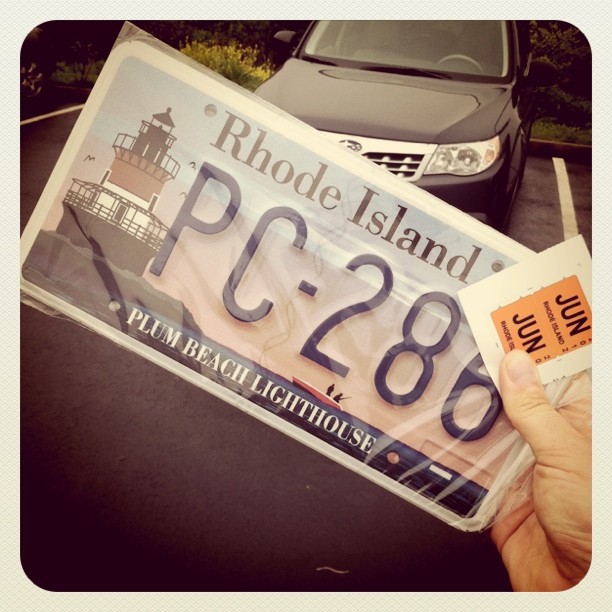 Rhode Island
PC-286
PLUM BEACH LIGHTHOUSE
JUN
RHODE ISLAND
JUN